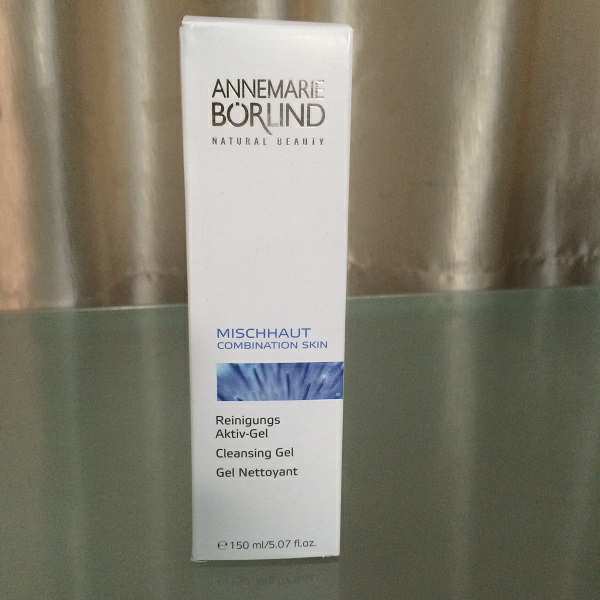 ANNEMARIE
BÖRLIND
NATURAL BEAUTY
MISCHHAUT
COMBINATION SKIN
Reinigungs
Aktiv-Gel
Cleansing Gel
Gel Nettoyant
℮ 150 ml/5.07 fl.oz.